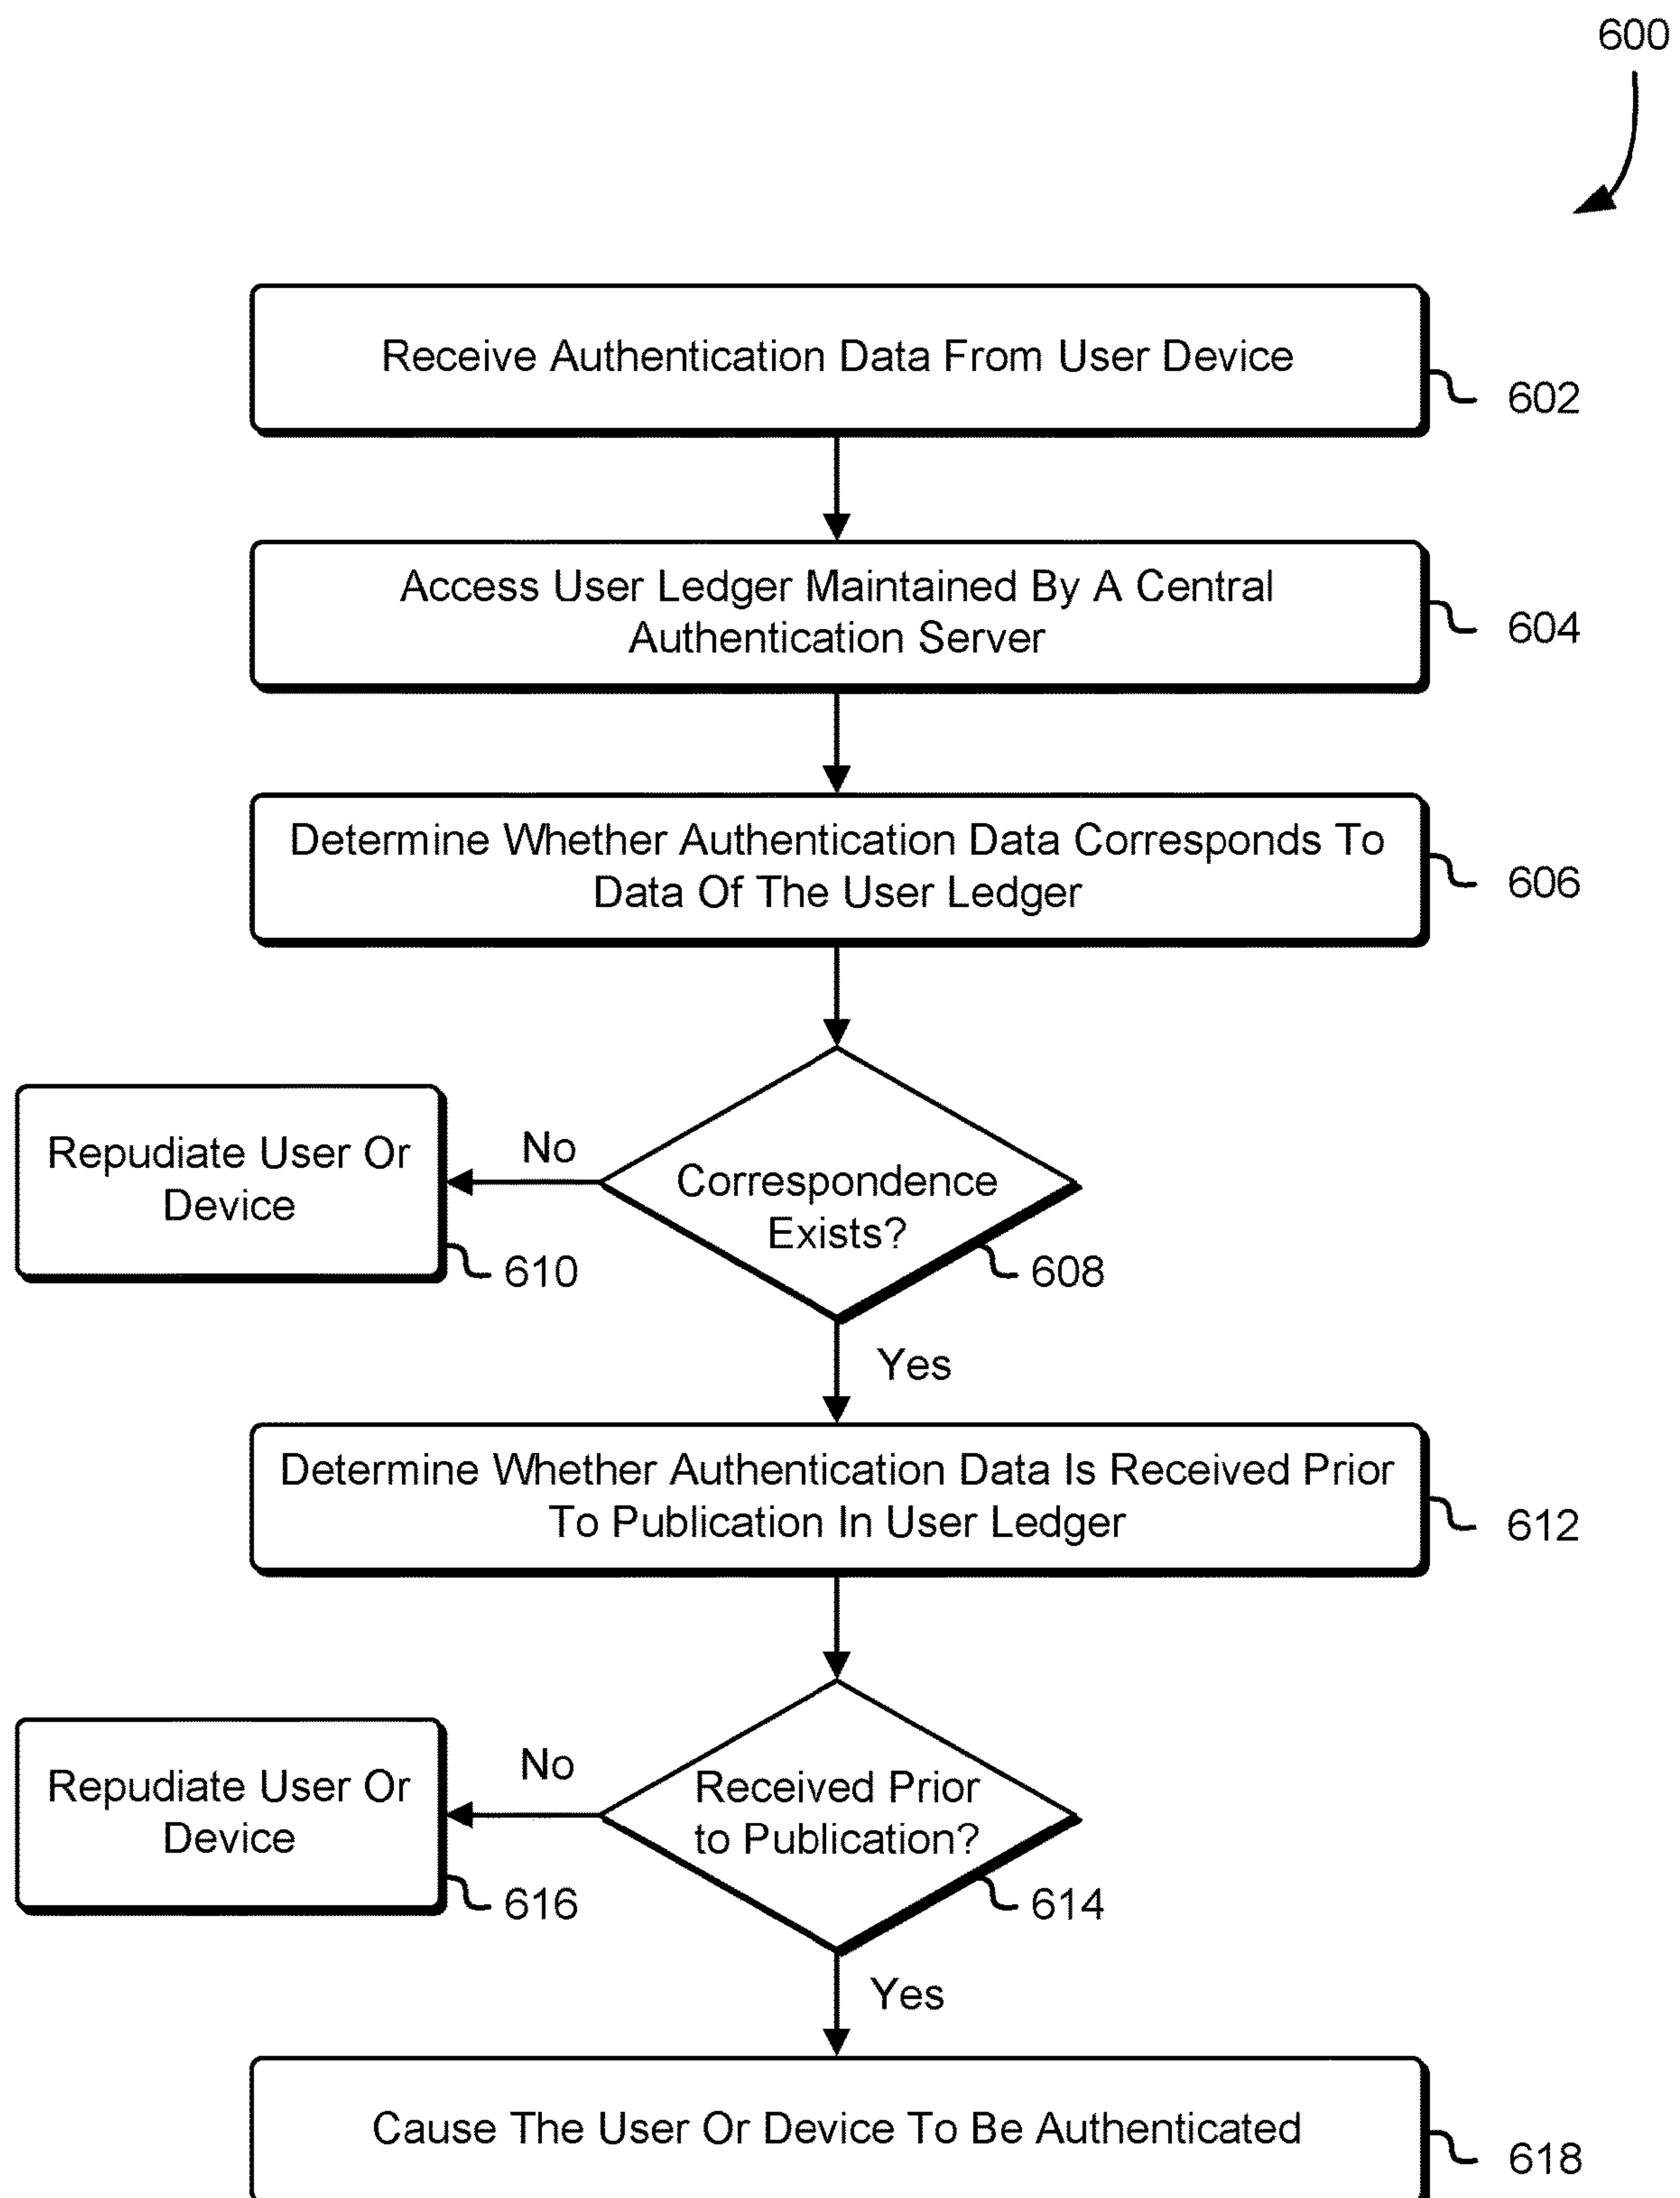 600
Receive Authentication Data From User Device
602
Access User Ledger Maintained By A Central
Authentication Server
604
Determine Whether Authentication Data Corresponds To
Data Of The User Ledger
606
Repudiate User Or
Device
610
No
Correspondence
Exists?
608
Yes
Determine Whether Authentication Data Is Received Prior
To Publication In User Ledger
612
Repudiate User Or
Device
616
No
Received Prior
to Publication?
614
Yes
Cause The User Or Device To Be Authenticated
618